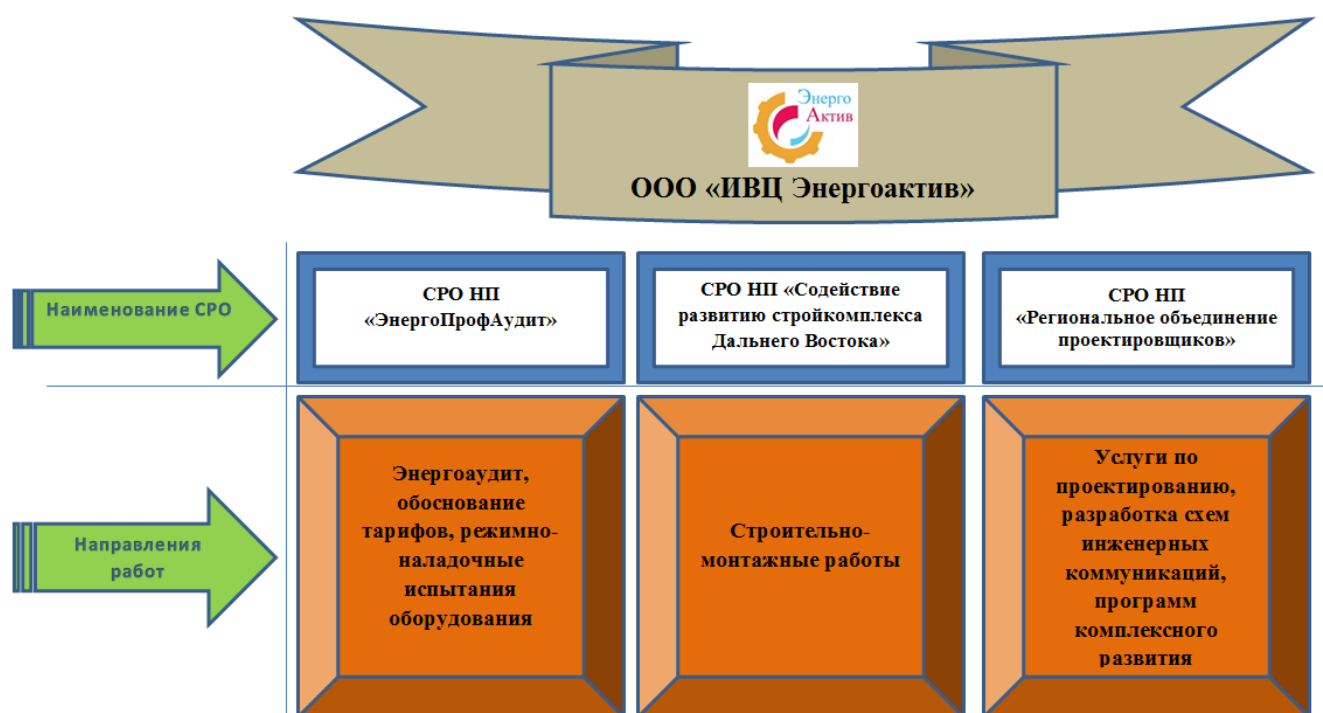 Энерго
Актив
ООО «ИВЦ Энергоактив»
Наименование СРО
СРО НП
«ЭнергоПрофАудит»
СРО НП «Содействие
развитию стройкомплекса
Дальнего Востока»
СРО НП
«Региональное объединение
проектировщиков»
Направления
работ
Энергоаудит,
обоснование
тарифов, режимно-
наладочные
испытания
оборудования
Строительно-
монтажные работы
Услуги по
проектированию,
разработка схем
инженерных
коммуникаций,
программ
комплексного
развития